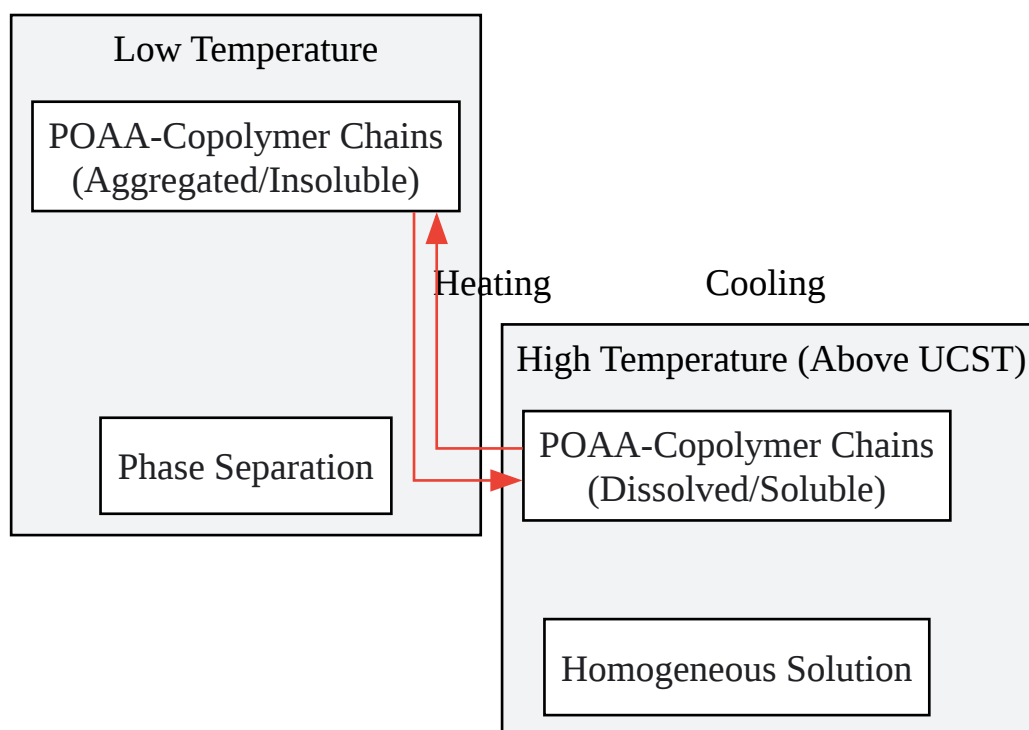 Low Temperature
POAA-Copolymer Chains
(Aggregated/Insoluble)
Heating
Cooling
High Temperature (Above UCST)
Phase Separation
POAA-Copolymer Chains
(Dissolved/Soluble)
Homogeneous Solution